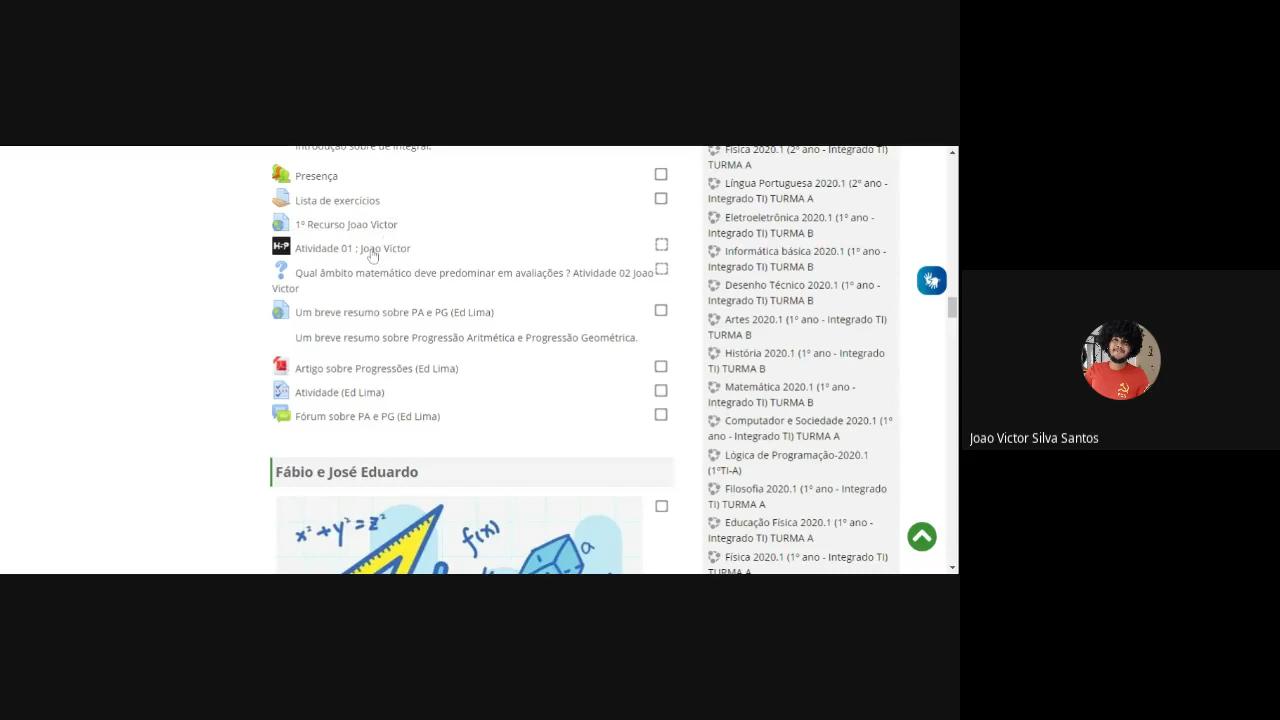 Introdução sobre de integral.
Presença
Lista de exercícios
1º Recurso Joao Victor
H-P
Atividade 01 : Joao Victor
Qual âmbito matemático deve predominar em avaliações ? Atividade 02 Joao
Victor
Um breve resumo sobre PA e PG (Ed Lima)
Um breve resumo sobre Progressão Aritmética e Progressão Geométrica.
Artigo sobre Progressões (Ed Lima)
Atividade (Ed Lima)
Fórum sobre PA e PG (Ed Lima)
Fábio e José Eduardo
x² + y² = z²
f(x)
a
Física 2020.1 (2º ano - Integrado TI)
TURMA A
Língua Portuguesa 2020.1 (2º ano -
Integrado TI) TURMA A
Eletroeletrônica 2020.1 (1º ano -
Integrado TI) TURMA B
Informática básica 2020.1 (1º ano -
Integrado TI) TURMA B
Desenho Técnico 2020.1 (1º ano -
Integrado TI) TURMA B
Artes 2020.1 (1º ano - Integrado TI)
TURMA B
História 2020.1 (1º ano - Integrado
TI) TURMA B
Matemática 2020.1 (1º ano -
Integrado TI) TURMA B
Computador e Sociedade 2020.1 (1º
ano - Integrado TI) TURMA A
Lógica de Programação-2020.1
(1ºTI-A)
Filosofia 2020.1 (1º ano - Integrado
TI) TURMA A
Educação Física 2020.1 (1º ano -
Integrado TI) TURMA A
Física 2020.1 (1º ano - Integrado TI)
TURMA A
Joao Victor Silva Santos